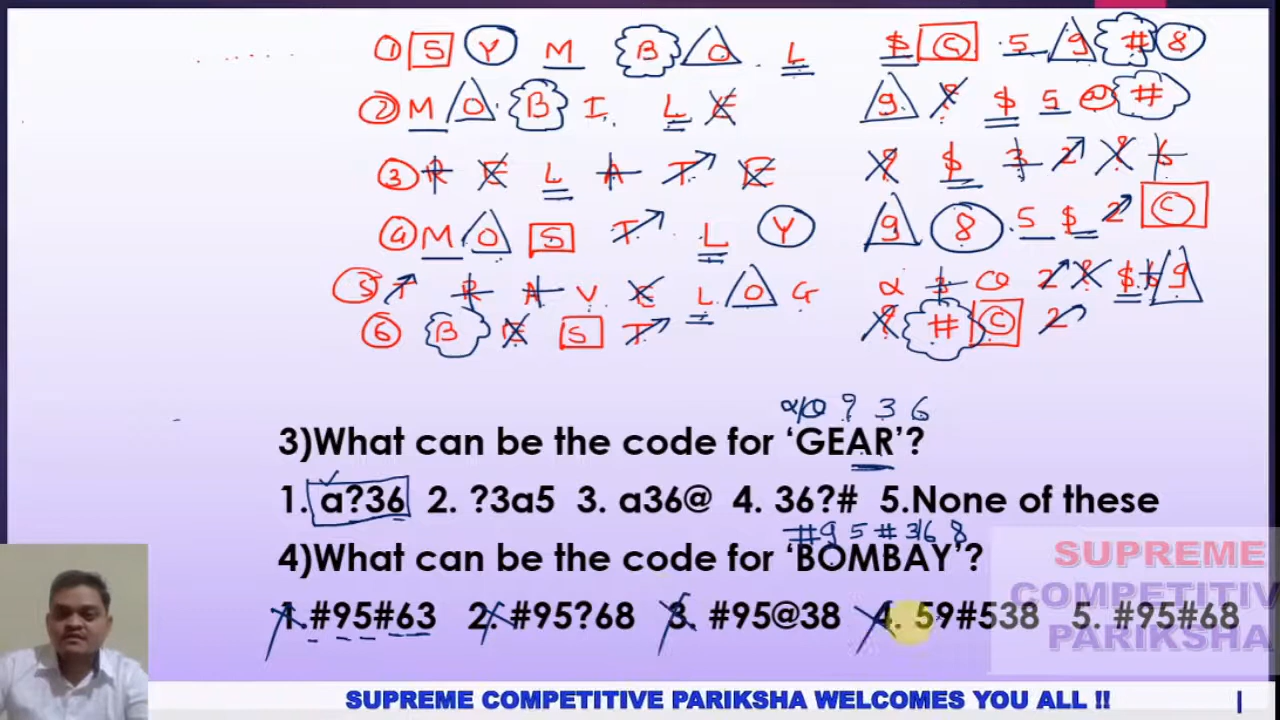 ① S Y M B O L $ © 5 9 # 8
② M O B I L E 9 ? $ 5 @ #
③ R E L A T E ? $ 3 2 ? 6
④ M O S T L Y 9 8 5 $ 2 ©
⑤ T R A V E L O G α 3 @ 2 ? $ 6 9
⑥ B E S T ? # © 2
α/@ ? 3 6
3)What can be the code for ‘GEAR’?
1. a?36 2. ?3a5 3. a36@ 4. 36?# 5.None of these
#9 5 # 3/6 8
4)What can be the code for ‘BOMBAY’?
1. #95#63 2. #95?68 3. #95@38 4. 59#538 5. #95#68
SUPREME
COMPETITIV
PARIKSHA
SUPREME COMPETITIVE PARIKSHA WELCOMES YOU ALL !!